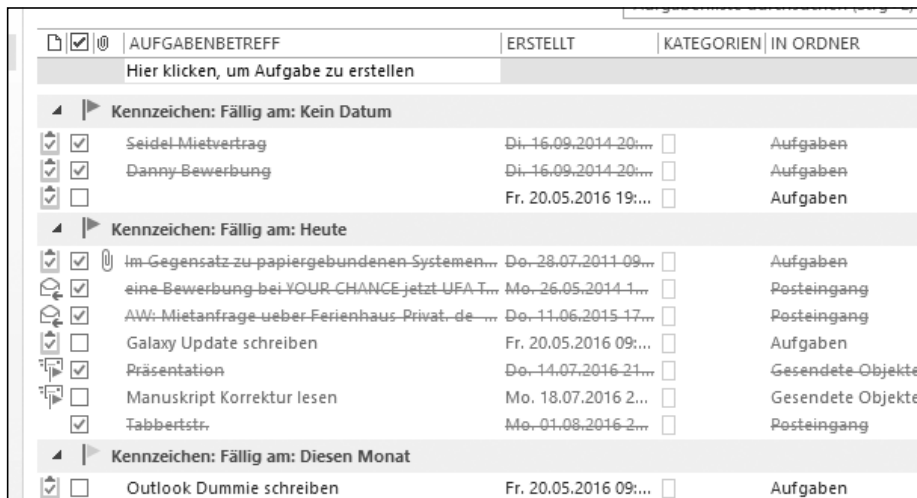 AUFGABENBETREFF ERSTELLT KATEGORIEN IN ORDNER
Hier klicken, um Aufgabe zu erstellen
Kennzeichen: Fällig am: Kein Datum
Seidel Mietvertrag Di. 16.09.2014 20:... Aufgaben
Danny Bewerbung Di. 16.09.2014 20:... Aufgaben
Fr. 20.05.2016 19:... Aufgaben
Kennzeichen: Fällig am: Heute
Im Gegensatz zu papiergebundenen Systemen... Do. 28.07.2011 09... Aufgaben
eine Bewerbung bei YOUR CHANCE jetzt UFA T... Mo. 26.05.2014 1... Posteingang
AW: Mietanfrage ueber Ferienhaus-Privat. de ... Do. 11.06.2015 17... Posteingang
Galaxy Update schreiben Fr. 20.05.2016 09:... Aufgaben
Präsentation Do. 14.07.2016 21... Gesendete Objekte
Manuskript Korrektur lesen Mo. 18.07.2016 2... Gesendete Objekte
Tabbertstr. Mo. 01.08.2016 2... Posteingang
Kennzeichen: Fällig am: Diesen Monat
Outlook Dummie schreiben Fr. 20.05.2016 09:... Aufgaben